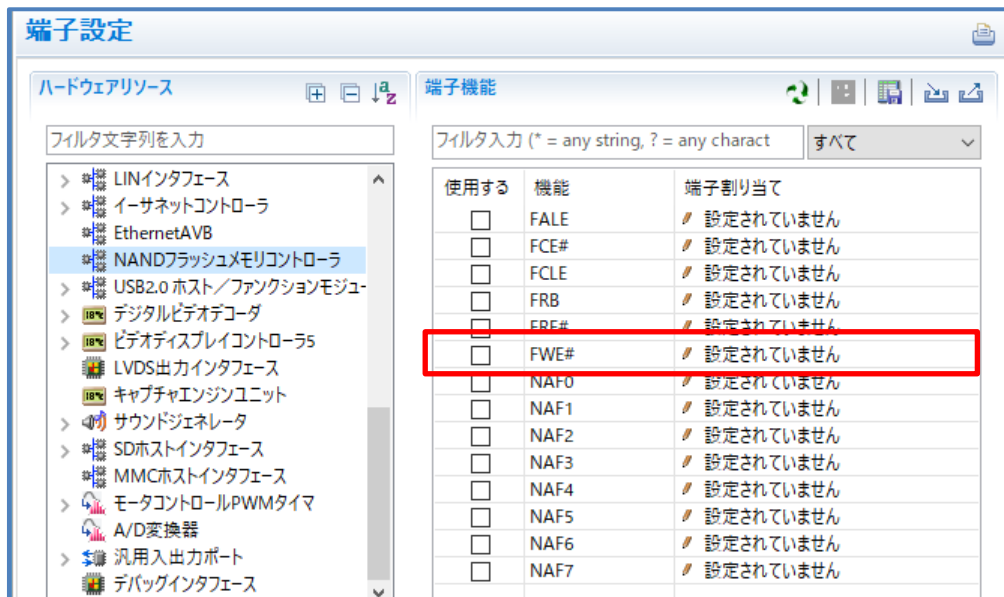 端子設定
ハードウェアリソース
フィルタ文字列を入力
LINインタフェース
イーサネットコントローラ
EthernetAVB
NANDフラッシュメモリコントローラ
USB2.0 ホスト／ファンクションモジュー
デジタルビデオデコーダ
ビデオディスプレイコントローラ5
LVDS出力インタフェース
キャプチャエンジンユニット
サウンドジェネレータ
SDホストインタフェース
MMCホストインタフェース
モータコントロールPWMタイマ
A/D変換器
汎用入出力ポート
デバッグインタフェース
端子機能
フィルタ入力 (* = any string, ? = any charact
すべて
使用する 機能 端子割り当て
FALE 設定されていません
FCE# 設定されていません
FCLE 設定されていません
FRB 設定されていません
FRE# 設定されていません
FWE# 設定されていません
NAF0 設定されていません
NAF1 設定されていません
NAF2 設定されていません
NAF3 設定されていません
NAF4 設定されていません
NAF5 設定されていません
NAF6 設定されていません
NAF7 設定されていません